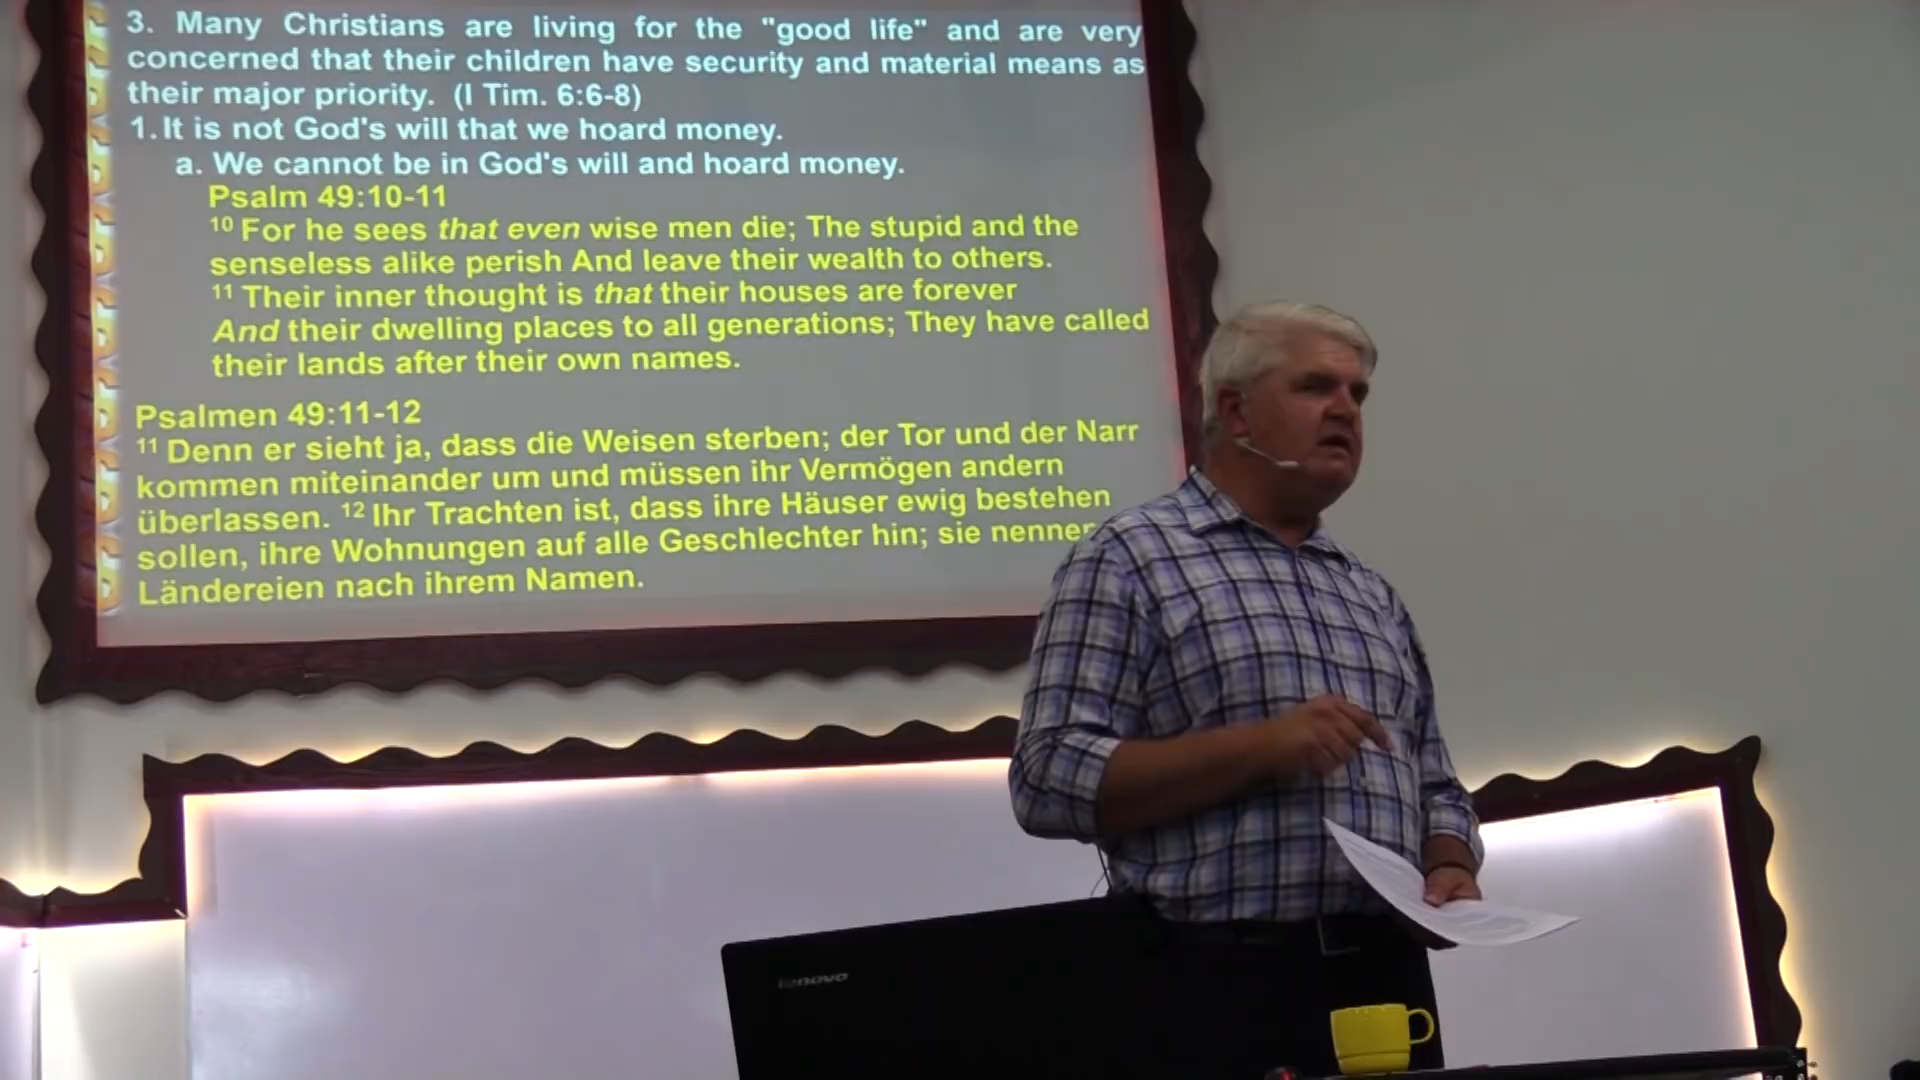 3. Many Christians are living for the "good life" and are very
concerned that their children have security and material means as
their major priority. (I Tim. 6:6-8)
1. It is not God's will that we hoard money.
a. We cannot be in God's will and hoard money.
Psalm 49:10-11
10 For he sees that even wise men die; The stupid and the
senseless alike perish And leave their wealth to others.
11 Their inner thought is that their houses are forever
And their dwelling places to all generations; They have called
their lands after their own names.
Psalmen 49:11-12
11 Denn er sieht ja, dass die Weisen sterben; der Tor und der Narr
kommen miteinander um und müssen ihr Vermögen andern
überlassen. 12 Ihr Trachten ist, dass ihre Häuser ewig bestehen
sollen, ihre Wohnungen auf alle Geschlechter hin; sie nennen
Ländereien nach ihrem Namen.
lenovo